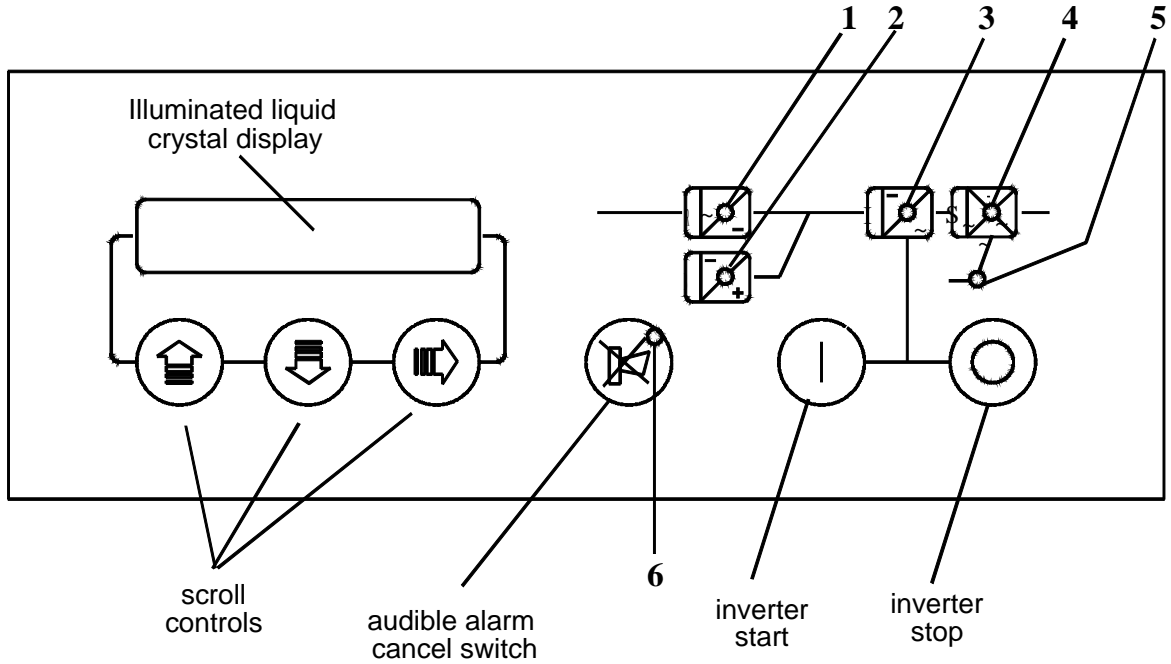 1 2 3 4 5
Illuminated liquid
crystal display
~
-
-
~
S
~
-
+
~
6
scroll
controls
audible alarm
cancel switch
inverter
start
inverter
stop